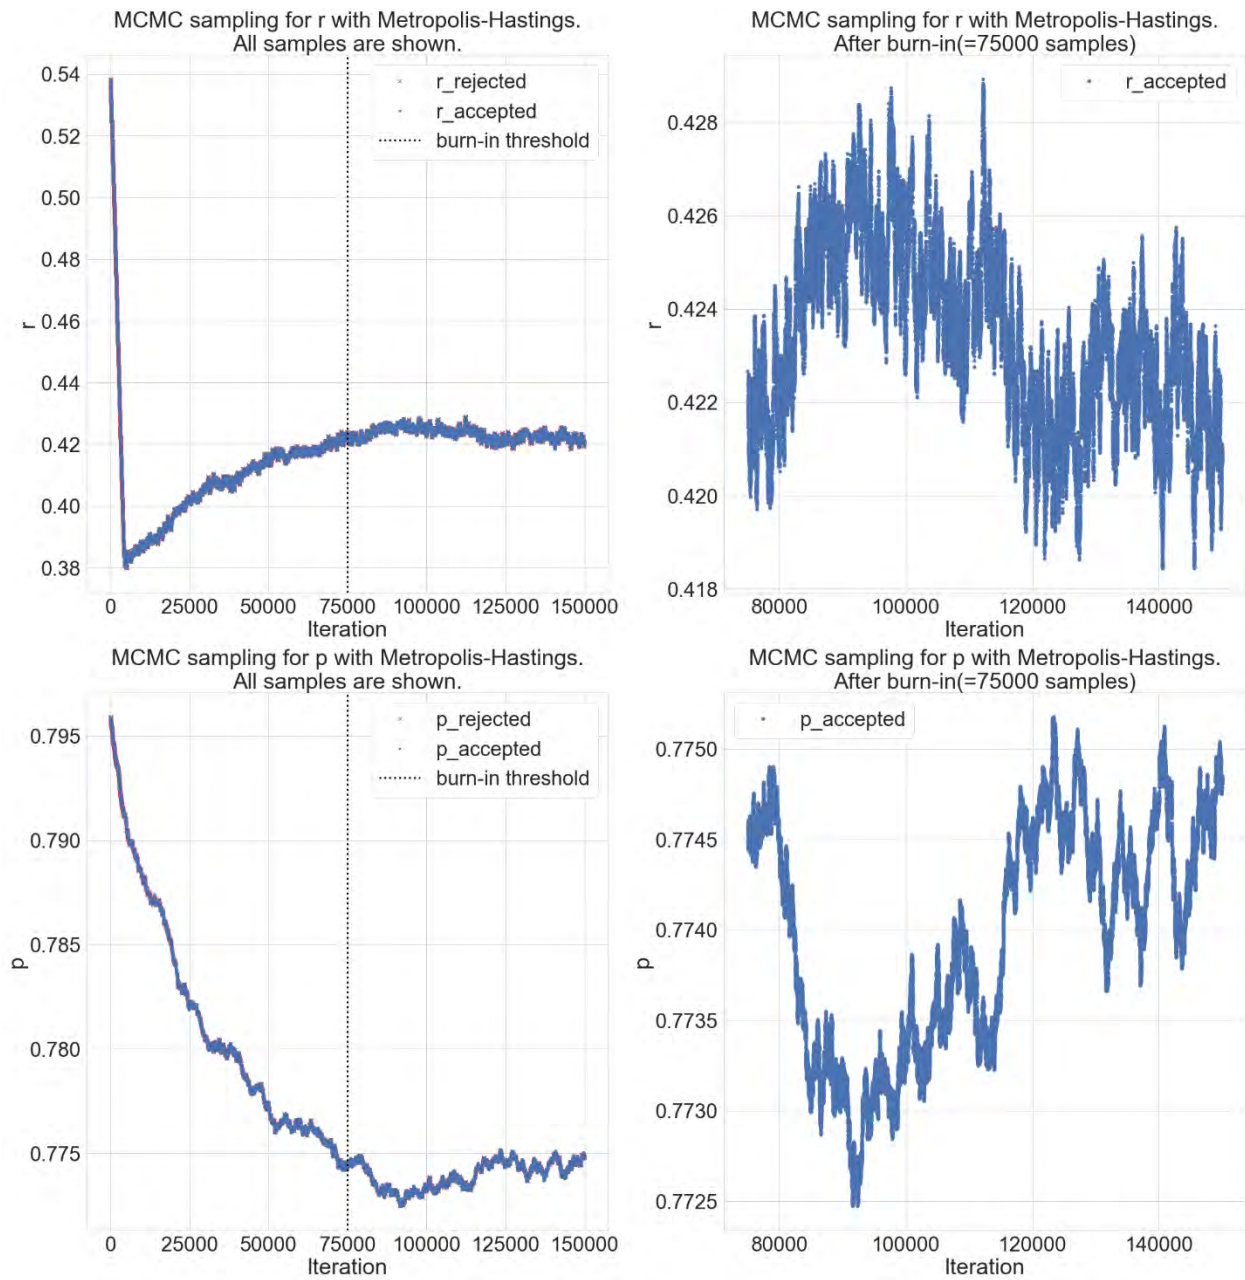 MCMC sampling for r with Metropolis-Hastings.
All samples are shown.
r_rejected
r_accepted
burn-in threshold
0.54
0.52
0.50
0.48
0.46
0.44
0.42
0.40
0.38
r
0 25000 50000 75000 100000 125000 150000
Iteration
MCMC sampling for r with Metropolis-Hastings.
After burn-in(=75000 samples)
r_accepted
0.428
0.426
0.424
0.422
0.420
0.418
r
80000 100000 120000 140000
Iteration
MCMC sampling for p with Metropolis-Hastings.
All samples are shown.
p_rejected
p_accepted
burn-in threshold
0.795
0.790
0.785
0.780
0.775
p
0 25000 50000 75000 100000 125000 150000
Iteration
MCMC sampling for p with Metropolis-Hastings.
After burn-in(=75000 samples)
p_accepted
0.7750
0.7745
0.7740
0.7735
0.7730
0.7725
p
80000 100000 120000 140000
Iteration